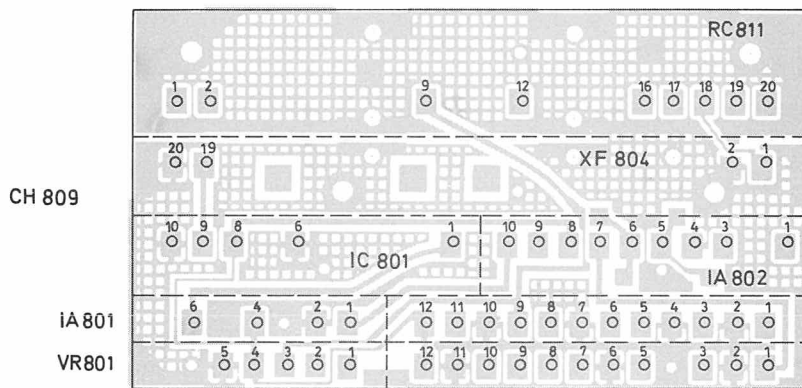 RC811
1 2 9 12 16 17 18 19 20
20 19 XF 804 2 1
CH 809
10 9 8 6 1 10 9 8 7 6 5 4 3 1
IC 801 IA 802
iA801 6 4 2 1 12 11 10 9 8 7 6 5 4 3 2 1
VR801 5 4 3 2 1 12 11 10 9 8 7 6 5 3 2 1